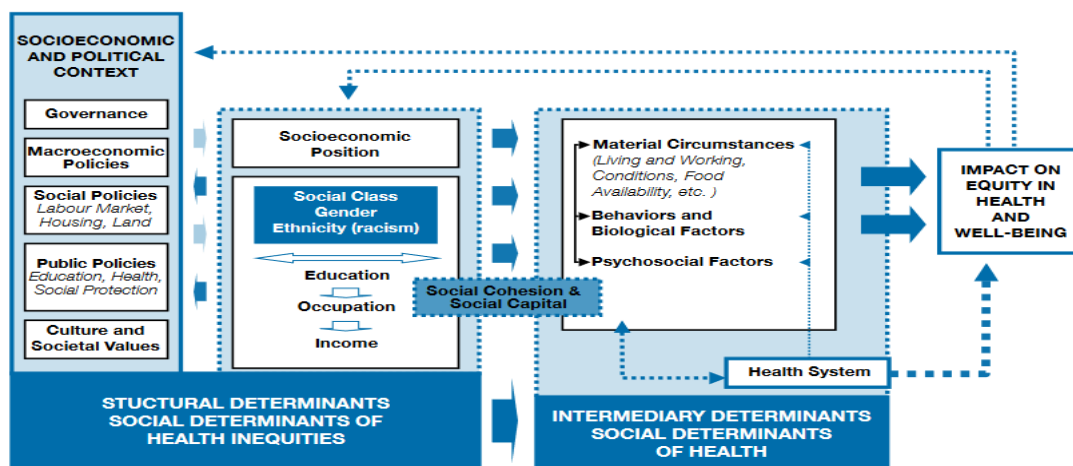 SOCIOECONOMIC
AND POLITICAL
CONTEXT
Governance
Macroeconomic
Policies
Social Policies
Labour Market,
Housing, Land
Public Policies
Education, Health,
Social Protection
Culture and
Societal Values
Socioeconomic
Position
Social Class
Gender
Ethnicity (racism)
Education
Occupation
Income
Social Cohesion &
Social Capital
Material Circumstances
(Living and Working,
Conditions, Food
Availability, etc. )
Behaviors and
Biological Factors
Psychosocial Factors
Health System
IMPACT ON
EQUITY IN
HEALTH
AND
WELL-BEING
STUCTURAL DETERMINANTS
SOCIAL DETERMINANTS OF
HEALTH INEQUITIES
INTERMEDIARY DETERMINANTS
SOCIAL DETERMINANTS
OF HEALTH